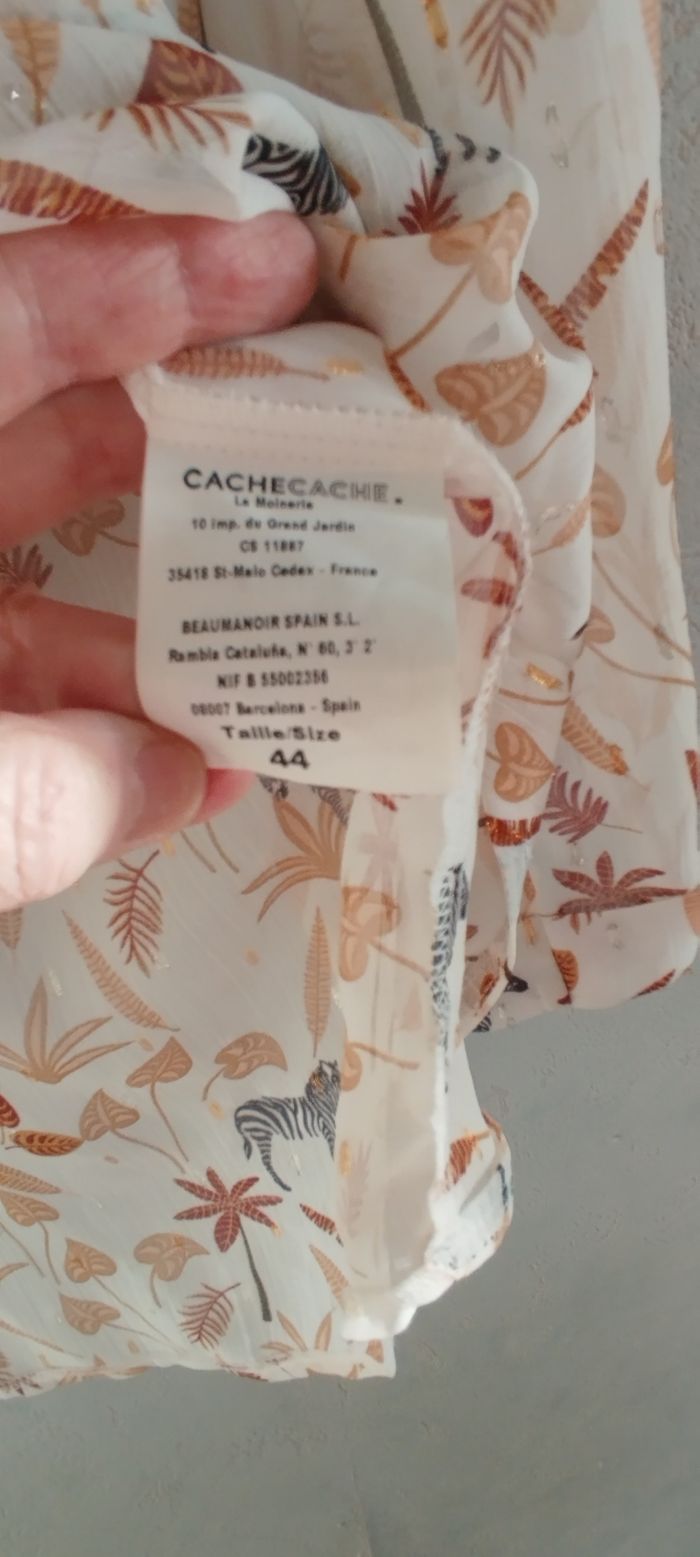 CACHECACHE.
La Moinerie
10 imp. du Grand Jardin
CS 11887
35418 St-Malo Cedex - France
BEAUMANOIR SPAIN S.L.
Rambla Cataluña, N° 60, 3° 2ª
NIF B 55002356
08007 Barcelona - Spain
Taille/Size
44